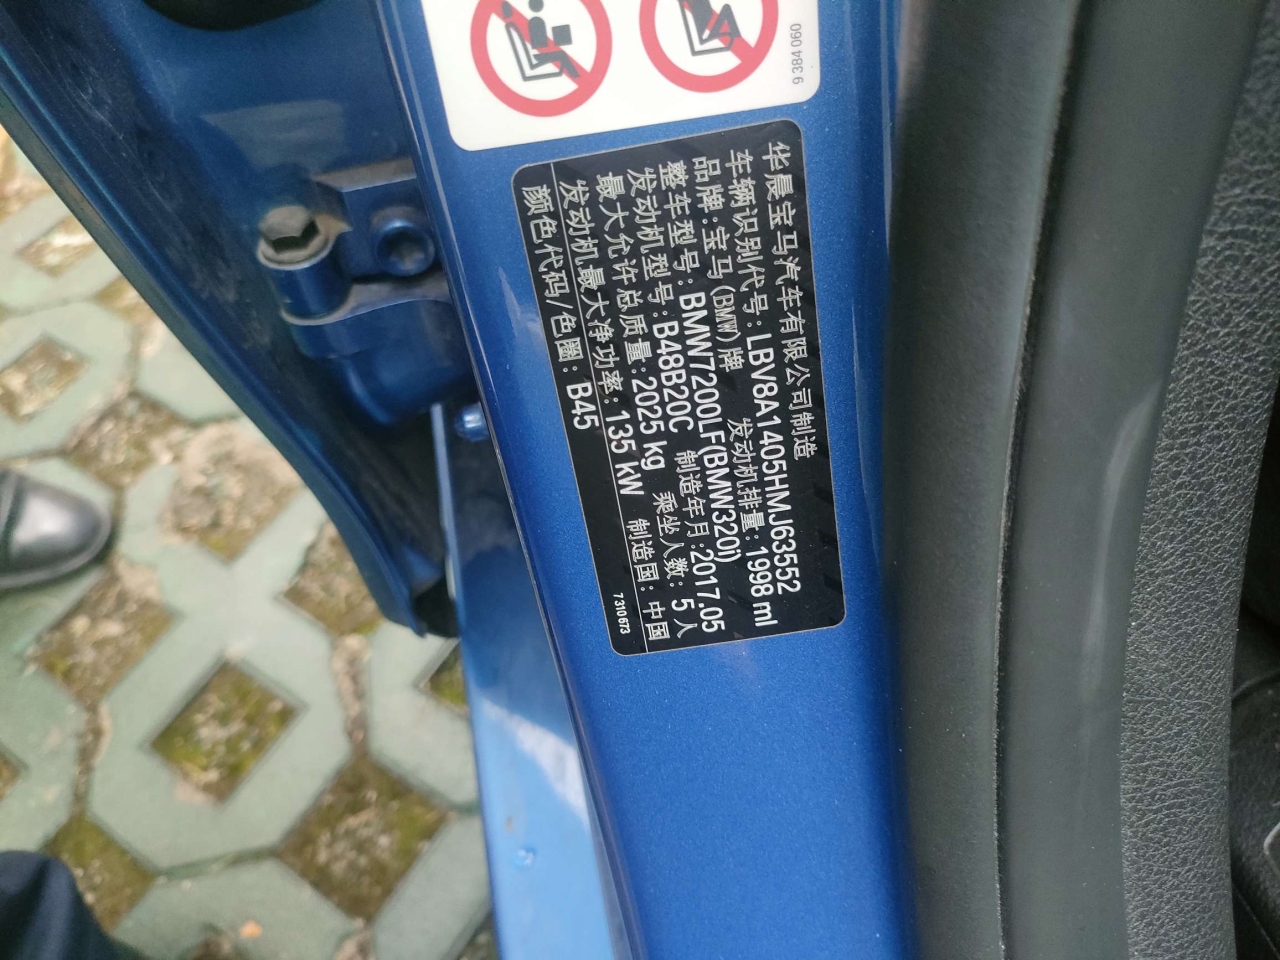 9 384 060
华晨宝马汽车有限公司制造
车辆识别代号:LBV8A1405HMJ63552
品牌:宝马(BMW)牌 发动机排量:1998 ml
整车型号:BMW7200LF(BMW320i)
发动机型号:B48B20C 制造年月:2017.05
最大允许总质量:2025 kg 乘坐人数:5人
发动机最大净功率:135 kW 制造国:中国
颜色代码/色圈:B45 7 310 673